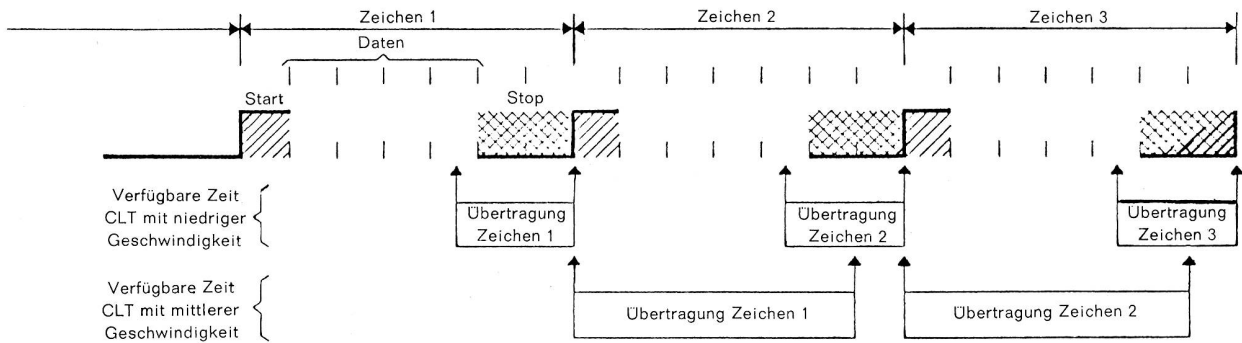 Zeichen 1
Zeichen 2
Zeichen 3
Daten
Start
Stop
Verfügbare Zeit
CLT mit niedriger
Geschwindigkeit
Übertragung
Zeichen 1
Übertragung
Zeichen 2
Übertragung
Zeichen 3
Verfügbare Zeit
CLT mit mittlerer
Geschwindigkeit
Übertragung Zeichen 1
Übertragung Zeichen 2